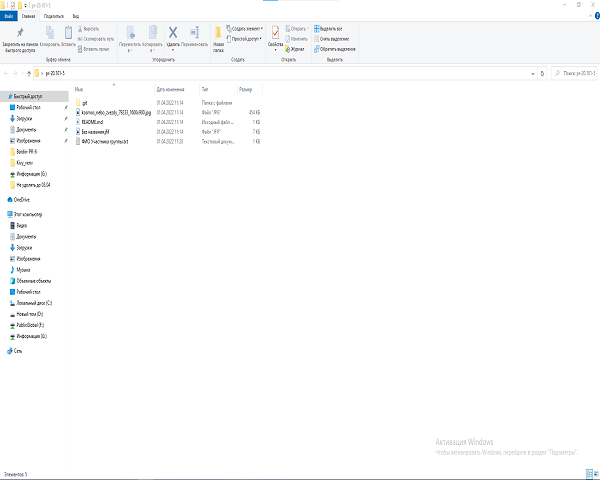 pr-20.101-5
Файл Главная Поделиться Вид
Закрепить на панели быстрого доступа
Копировать
Вставить
Вырезать
Скопировать путь
Вставить ярлык
Буфер обмена
Переместить в
Копировать в
Удалить
Переименовать
Упорядочить
Новая папка
Создать элемент
Простой доступ
Создать
Свойства
Открыть
Изменить
Журнал
Открыть
Выделить все
Снять выделение
Обратить выделение
Выделить
pr-20.101-5
Поиск: pr-20.101-5
Имя Дата изменения Тип Размер
.git 01.04.2022 11:14 Папка с файлами
kosmos_nebo_zvezdy_79333_1600x900.jpg 01.04.2022 11:14 Файл "JPG" 454 КБ
README.md 01.04.2022 11:14 Исходный файл ... 1 КБ
Без названия.jfif 01.04.2022 11:14 Файл "JFIF" 7 КБ
ФИО Участника группы.txt 01.04.2022 11:28 Текстовый докум... 1 КБ
Быстрый доступ
Рабочий стол
Загрузки
Документы
Изображения
Bordin PR-6
Информация (G:)
Не удалять до 03.04
OneDrive
Этот компьютер
Видео
Документы
Загрузки
Изображения
Музыка
Объемные объекты
Рабочий стол
Локальный диск (C:)
Новый том (D:)
PublicGlobal (F:)
Информация (G:)
Сеть
Активация Windows
Чтобы активировать Windows, перейдите в раздел "Параметры".
Элементов: 5